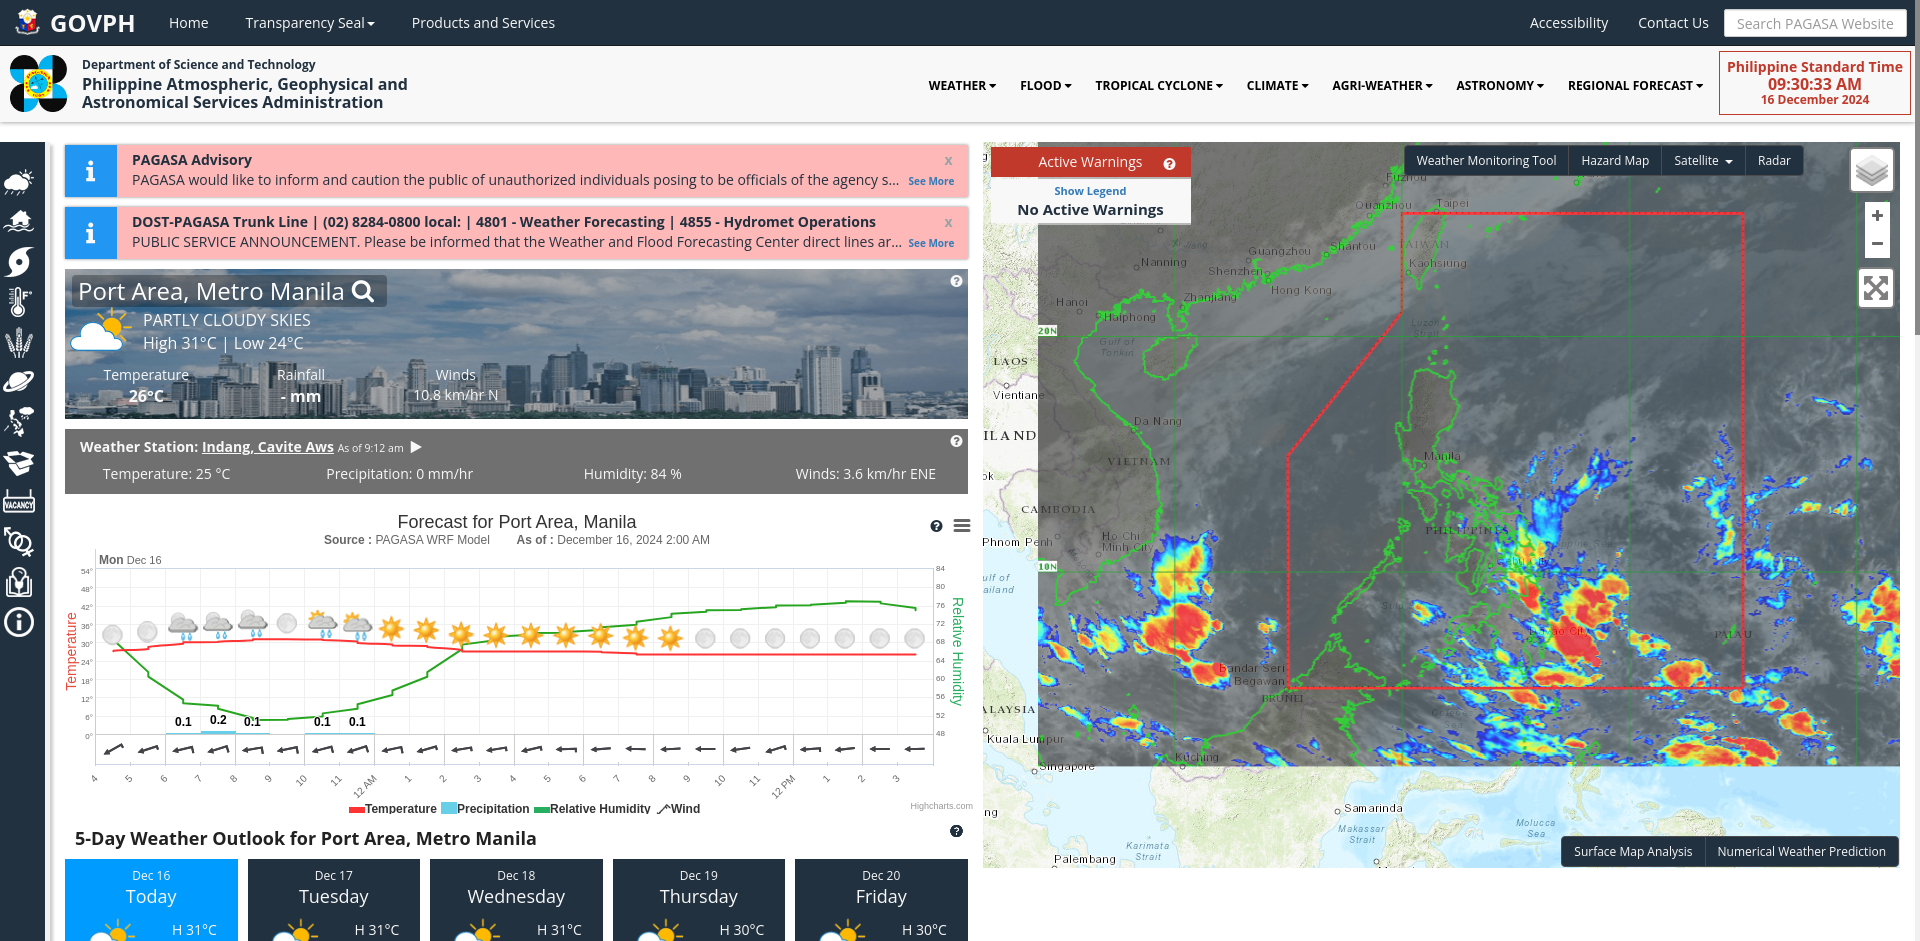 GOVPH
Home
Transparency Seal
Products and Services
Accessibility
Contact Us
Search PAGASA Website
Department of Science and Technology
Philippine Atmospheric, Geophysical and
Astronomical Services Administration
WEATHER
FLOOD
TROPICAL CYCLONE
CLIMATE
AGRI-WEATHER
ASTRONOMY
REGIONAL FORECAST
Philippine Standard Time
09:30:33 AM
16 December 2024
VACANCY
PAGASA Advisory
x
PAGASA would like to inform and caution the public of unauthorized individuals posing to be officials of the agency s...
See More
DOST-PAGASA Trunk Line | (02) 8284-0800 local: | 4801 - Weather Forecasting | 4855 - Hydromet Operations
x
PUBLIC SERVICE ANNOUNCEMENT. Please be informed that the Weather and Flood Forecasting Center direct lines ar...
See More
Port Area, Metro Manila
PARTLY CLOUDY SKIES
High 31°C | Low 24°C
Temperature
Rainfall
Winds
26°C
- mm
10.8 km/hr N
Weather Station: Indang, Cavite Aws As of 9:12 am
Temperature: 25 °C
Precipitation: 0 mm/hr
Humidity: 84 %
Winds: 3.6 km/hr ENE
Forecast for Port Area, Manila
Source : PAGASA WRF Model As of : December 16, 2024 2:00 AM
Mon Dec 16
Temperature
54°
48°
42°
36°
30°
24°
18°
12°
6°
0°
84
80
76
72
68
64
60
56
52
48
Relative Humidity
0.1
0.2
0.1
0.1
0.1
4
5
6
7
8
9
10
11
12 AM
1
2
3
4
5
6
7
8
9
10
11
12 PM
1
2
3
Temperature
Precipitation
Relative Humidity
Wind
Highcharts.com
5-Day Weather Outlook for Port Area, Metro Manila
Dec 16
Today
H 31°C
Dec 17
Tuesday
H 31°C
Dec 18
Wednesday
H 31°C
Dec 19
Thursday
H 30°C
Dec 20
Friday
H 30°C
Active Warnings
Show Legend
No Active Warnings
Weather Monitoring Tool
Hazard Map
Satellite
Radar
+
−
Fuzhou
Quanzhou
Taipei
TAIWAN
Kaohsiung
Guangzhou
Shantou
Nanning
Shenzhen
Hong Kong
Zhanjiang
Hanoi
Haiphong
20N
Luzon
Strait
Gulf of
Tonkin
LAOS
Vientiane
ILAND
Da Nang
VIETNAM
Manila
ok
CAMBODIA
PHILIPPINES
Phnom Penh
Ho Chi
Minh City
10N
ulf of
ailand
Davao City
PALAU
Bandar Seri
Begawan
BRUNEI
ALAYSIA
Kuala Lumpur
Kuching
Singapore
Samarinda
ng
Makassar
Strait
Molucca
Sea
Karimata
Strait
Palembang
Surface Map Analysis
Numerical Weather Prediction